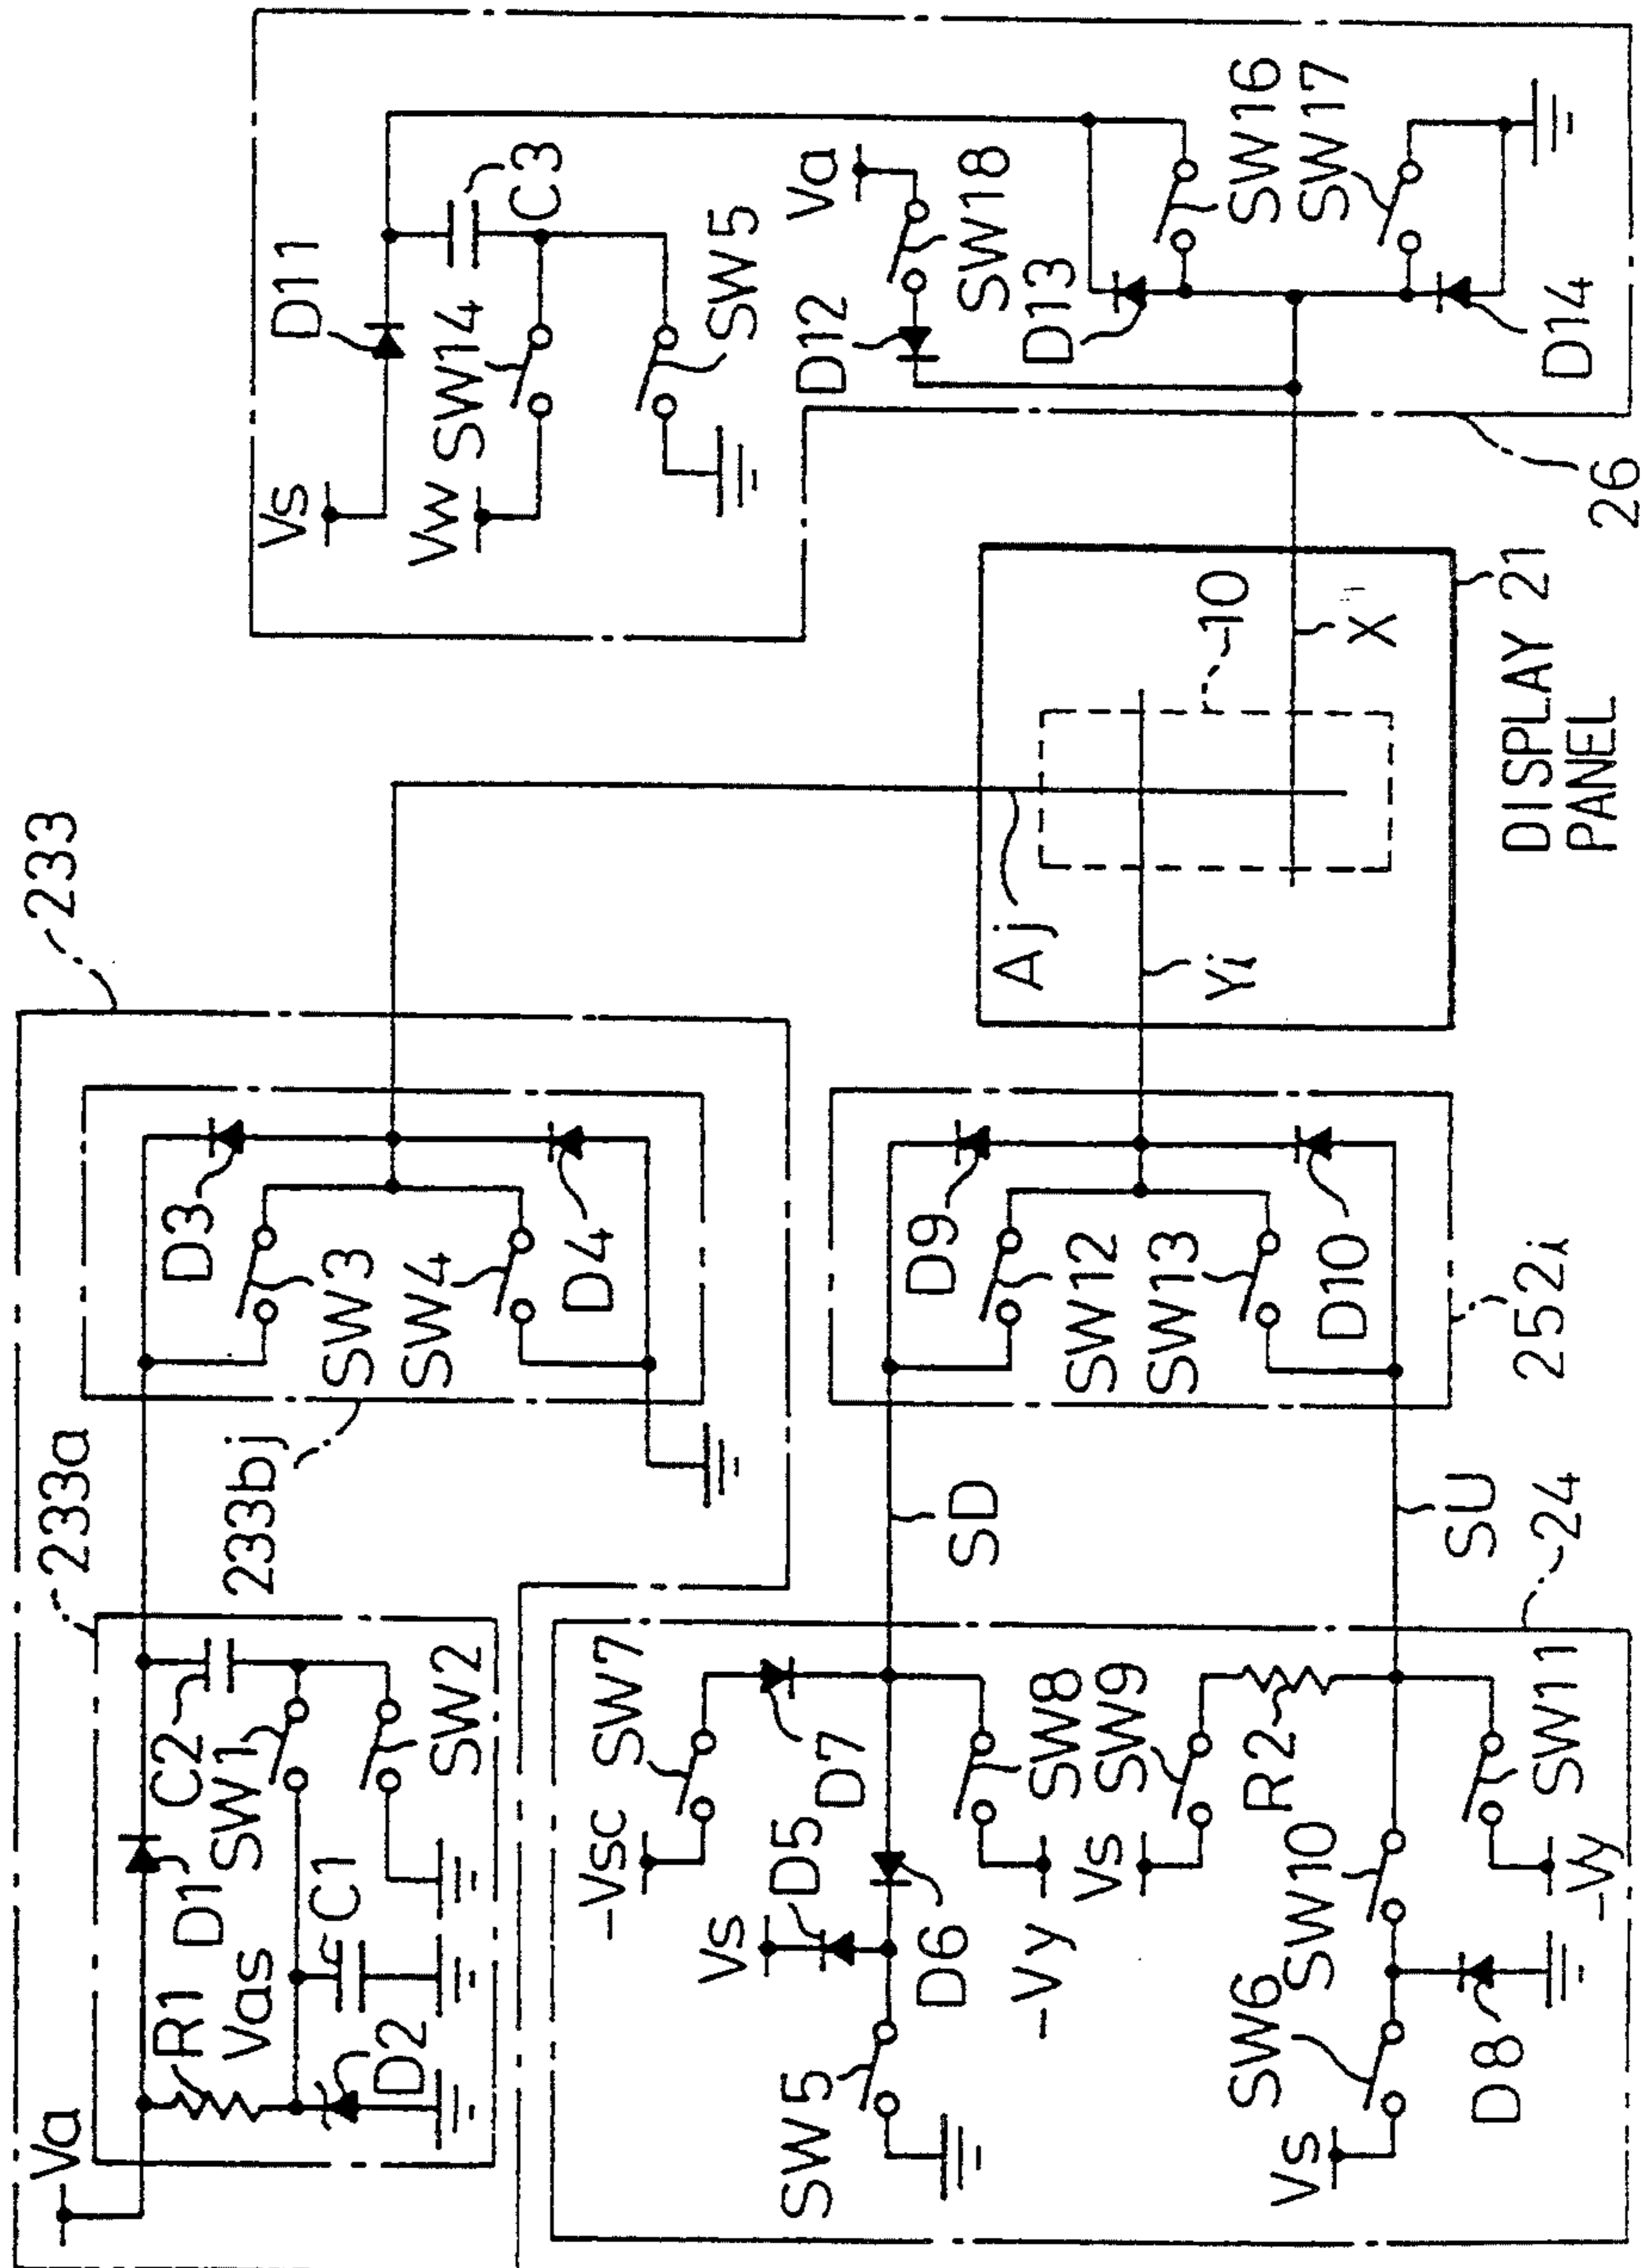 Va
233a
233
R1
D1
C2
Vas
SW1
C1
D2
SW2
233bj
D3
SW3
SW4
D4
-Vsc
SW7
Vs
D5
D7
SW5
D6
SW8
-Vy
SD
Vs
SW9
R2
SW6
SW10
Vs
D8
SW11
-Vy
SU
24
D9
SW12
SW13
D10
252i
Aj
Yi
10
X
DISPLAY 21
PANEL
Vs
D11
C3
Vw
SW14
SW5
Va
D12
SW18
D13
SW16
SW17
D14
26